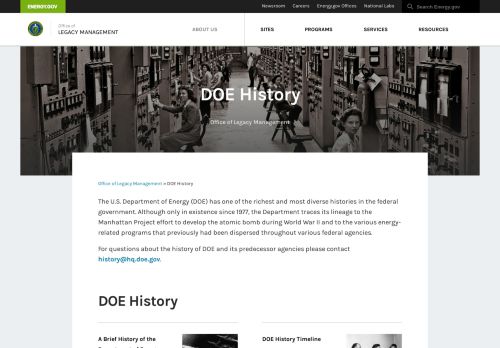 ENERGY.GOV
Newsroom Careers Energy.gov Offices National Labs Search Energy.gov
Office of
LEGACY MANAGEMENT
ABOUT US SITES PROGRAMS SERVICES RESOURCES
DOE History
Office of Legacy Management
Office of Legacy Management » DOE History
The U.S. Department of Energy (DOE) has one of the richest and most diverse histories in the federal
government. Although only in existence since 1977, the Department traces its lineage to the
Manhattan Project effort to develop the atomic bomb during World War II and to the various energy-
related programs that previously had been dispersed throughout various federal agencies.
For questions about the history of DOE and its predecessor agencies please contact
history@hq.doe.gov.
DOE History
A Brief History of the
DOE History Timeline